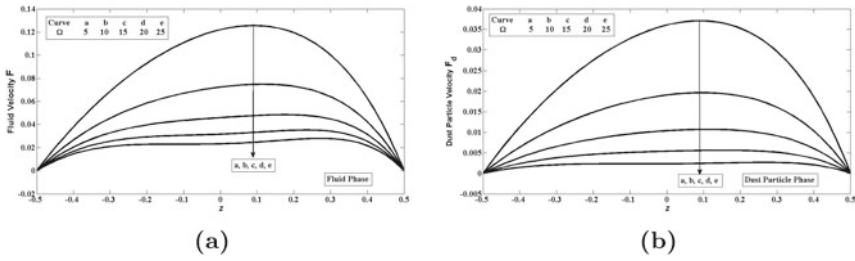 0.14
0.12
0.1
0.08
0.06
0.04
0.02
0
-0.02
Fluid Velocity F
Curve a b c d e
Ω 5 10 15 20 25
a, b, c, d, e
Fluid Phase
-0.5 -0.4 -0.3 -0.2 -0.1 0 0.1 0.2 0.3 0.4 0.5
z
(a)
0.04
0.035
0.03
0.025
0.02
0.015
0.01
0.005
0
-0.005
Dust Particle Velocity F_d
Curve a b c d e
Ω 5 10 15 20 25
a, b, c, d, e
Dust Particle Phase
-0.5 -0.4 -0.3 -0.2 -0.1 0 0.1 0.2 0.3 0.4 0.5
z
(b)